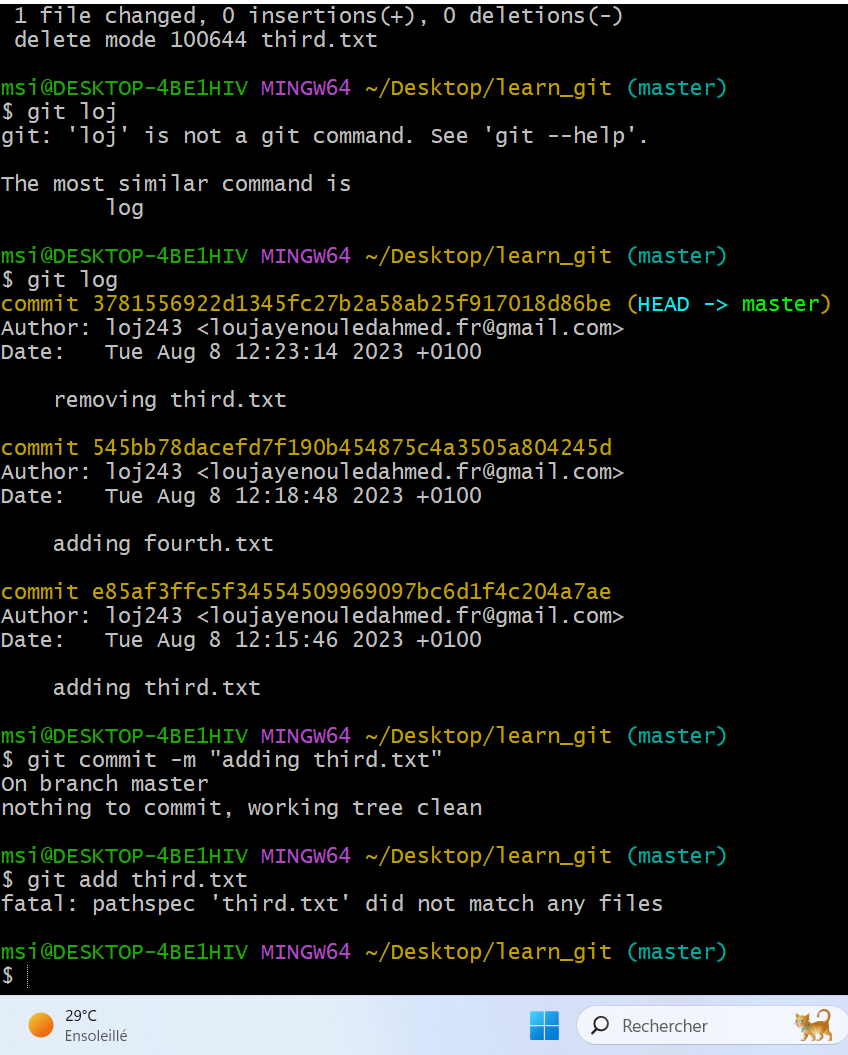 1 file changed, 0 insertions(+), 0 deletions(-)
delete mode 100644 third.txt
msi@DESKTOP-4BE1HIV MINGW64 ~/Desktop/learn_git (master)
$ git loj
git: 'loj' is not a git command. See 'git --help'.
The most similar command is
log
msi@DESKTOP-4BE1HIV MINGW64 ~/Desktop/learn_git (master)
$ git log
commit 3781556922d1345fc27b2a58ab25f917018d86be (HEAD -> master)
Author: loj243 <loujayenouledahmed.fr@gmail.com>
Date:   Tue Aug 8 12:23:14 2023 +0100
removing third.txt
commit 545bb78dacefd7f190b454875c4a3505a804245d
Author: loj243 <loujayenouledahmed.fr@gmail.com>
Date:   Tue Aug 8 12:18:48 2023 +0100
adding fourth.txt
commit e85af3ffc5f34554509969097bc6d1f4c204a7ae
Author: loj243 <loujayenouledahmed.fr@gmail.com>
Date:   Tue Aug 8 12:15:46 2023 +0100
adding third.txt
msi@DESKTOP-4BE1HIV MINGW64 ~/Desktop/learn_git (master)
$ git commit -m "adding third.txt"
On branch master
nothing to commit, working tree clean
msi@DESKTOP-4BE1HIV MINGW64 ~/Desktop/learn_git (master)
$ git add third.txt
fatal: pathspec 'third.txt' did not match any files
msi@DESKTOP-4BE1HIV MINGW64 ~/Desktop/learn_git (master)
$
29°C
Ensoleillé
Rechercher